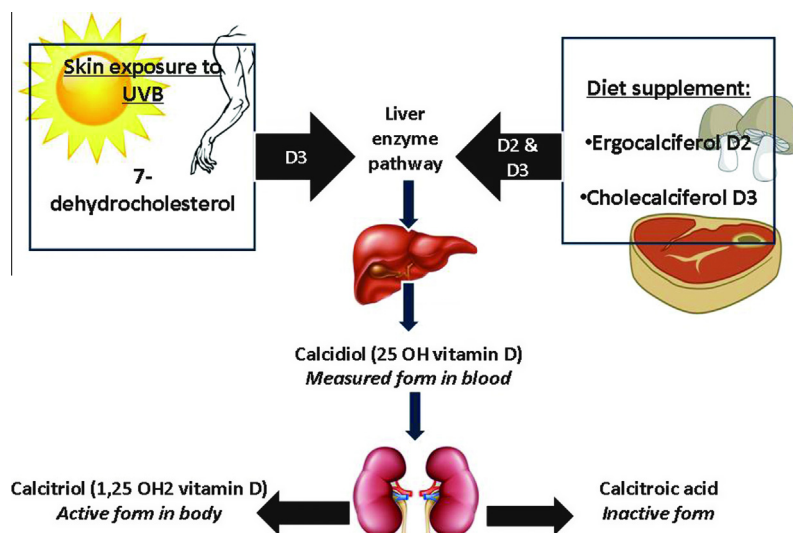 Skin exposure to
UVB
7-
dehydrocholesterol
D3
Liver
enzyme
pathway
D2 &
D3
Diet supplement:
•Ergocalciferol D2
•Cholecalciferol D3
Calcidiol (25 OH vitamin D)
Measured form in blood
Calcitriol (1,25 OH2 vitamin D)
Active form in body
Calcitroic acid
Inactive form